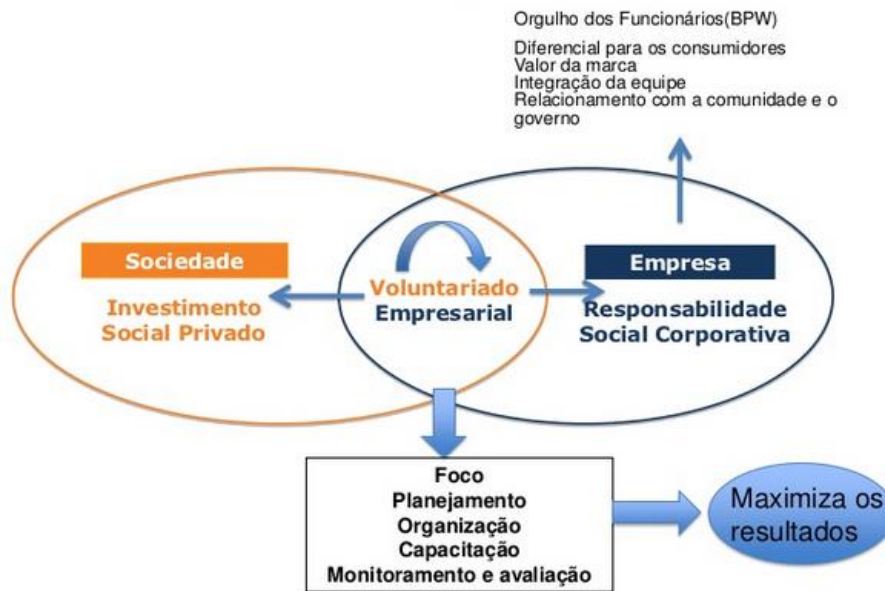 Orgulho dos Funcionários(BPW)
Diferencial para os consumidores
Valor da marca
Integração da equipe
Relacionamento com a comunidade e o
governo
Sociedade
Investimento
Social Privado
Voluntariado
Empresarial
Empresa
Responsabilidade
Social Corporativa
Foco
Planejamento
Organização
Capacitação
Monitoramento e avaliação
Maximiza os
resultados